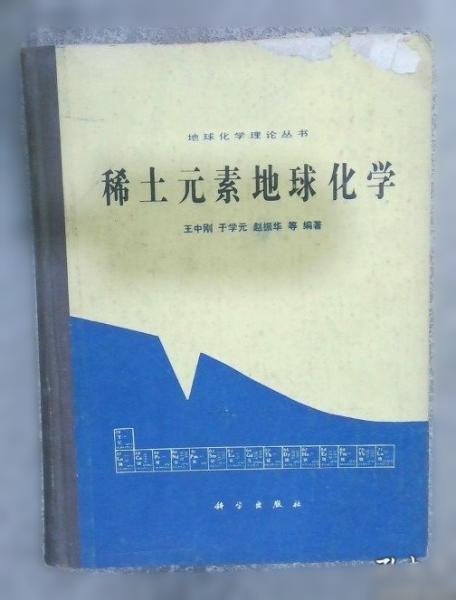 地球化学理论丛书
稀土元素地球化学
王中刚 于学元 赵振华 等 编著
科学出版社